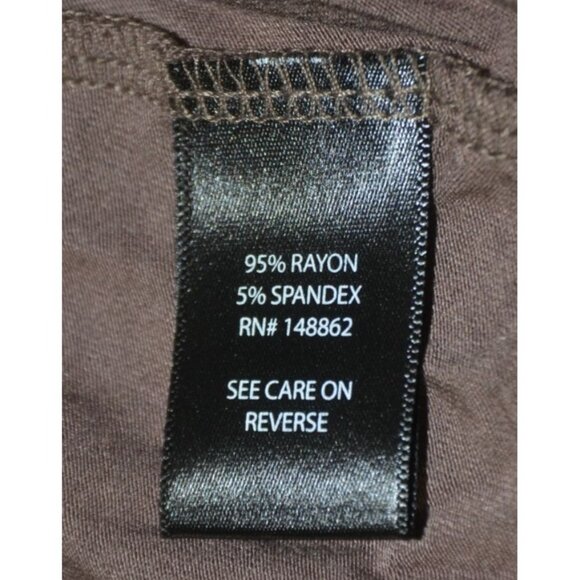 95% RAYON
5% SPANDEX
RN# 148862
SEE CARE ON
REVERSE